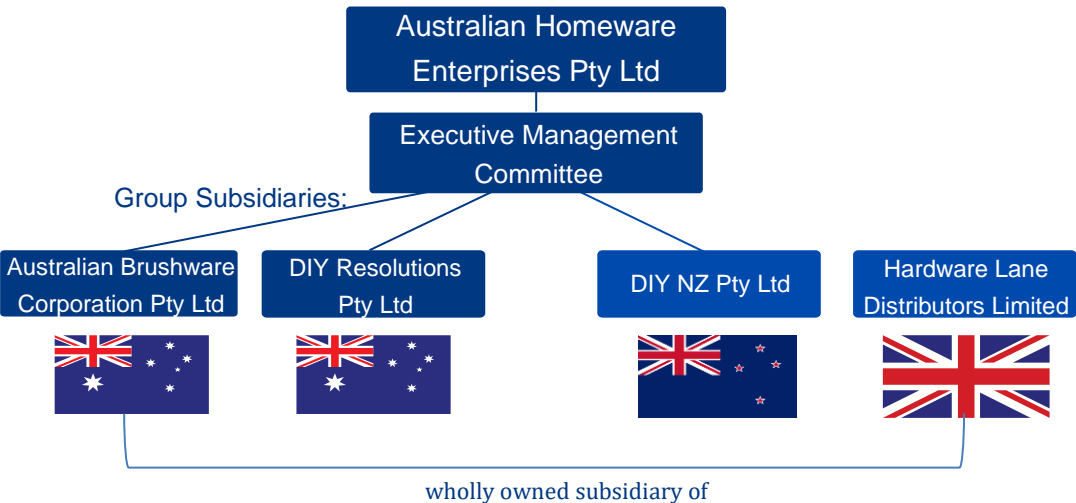 Australian Homeware
Enterprises Pty Ltd
Executive Management
Committee
Group Subsidiaries:
Australian Brushware
Corporation Pty Ltd
DIY Resolutions
Pty Ltd
DIY NZ Pty Ltd
Hardware Lane
Distributors Limited
wholly owned subsidiary of